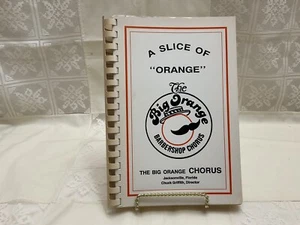 A SLICE OF
"ORANGE"
The
Big Orange
BARBERSHOP CHORUS
THE BIG ORANGE CHORUS
Jacksonville, Florida
Chuck Griffith, Director